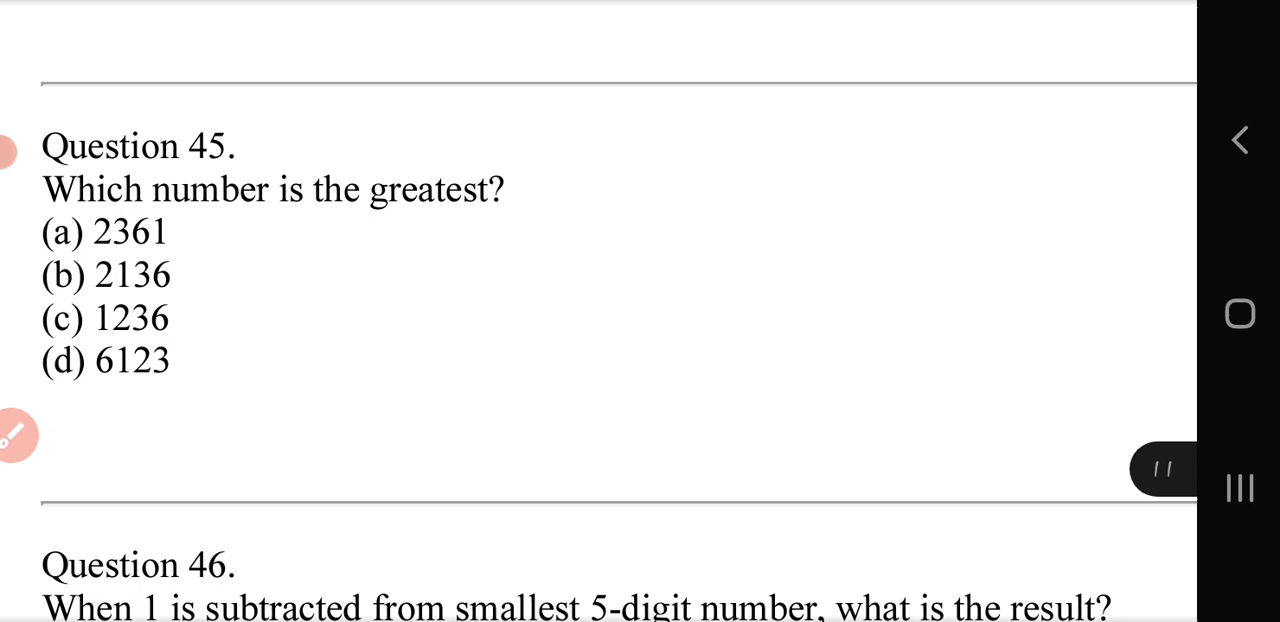 Question 45.
Which number is the greatest?
(a) 2361
(b) 2136
(c) 1236
(d) 6123
Question 46.
When 1 is subtracted from smallest 5-digit number, what is the result?